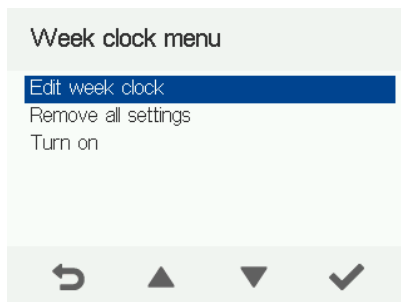 Week clock menu
Edit week clock
Remove all settings
Turn on